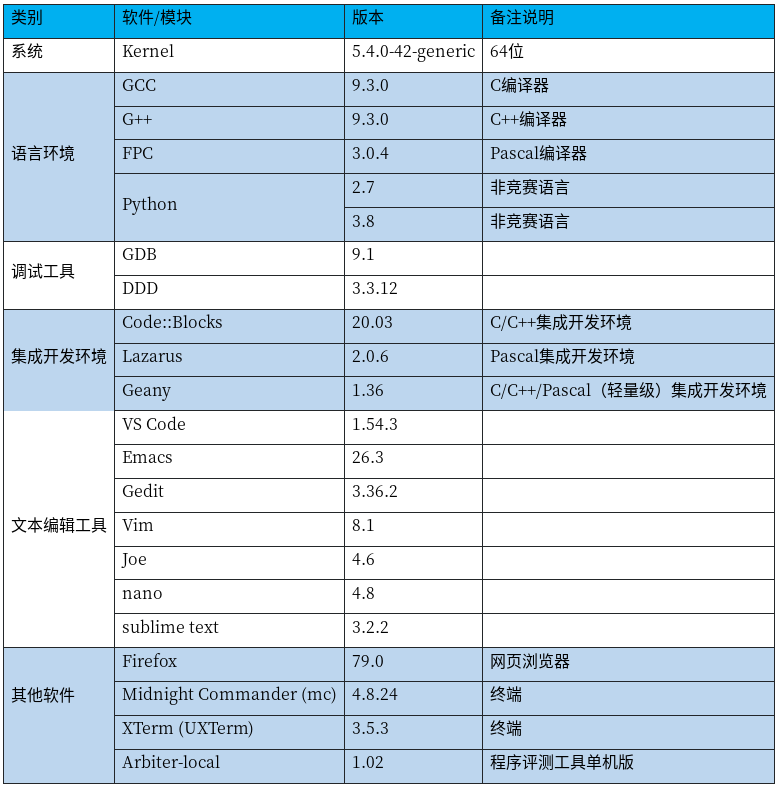 类别 软件/模块 版本 备注说明
系统 Kernel 5.4.0-42-generic 64位
GCC 9.3.0 C编译器
G++ 9.3.0 C++编译器
语言环境 FPC 3.0.4 Pascal编译器
Python 2.7 非竞赛语言
3.8 非竞赛语言
调试工具 GDB 9.1
DDD 3.3.12
Code::Blocks 20.03 C/C++集成开发环境
集成开发环境 Lazarus 2.0.6 Pascal集成开发环境
Geany 1.36 C/C++/Pascal（轻量级）集成开发环境
VS Code 1.54.3
Emacs 26.3
Gedit 3.36.2
文本编辑工具 Vim 8.1
Joe 4.6
nano 4.8
sublime text 3.2.2
Firefox 79.0 网页浏览器
其他软件 Midnight Commander (mc) 4.8.24 终端
XTerm (UXTerm) 3.5.3 终端
Arbiter-local 1.02 程序评测工具单机版